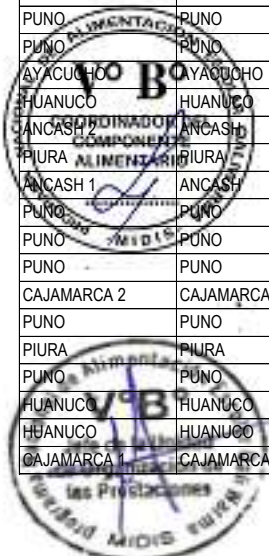 PUNO PUNO
PUNO PUNO
AYACUCHO AYACUCHO
HUANUCO HUANUCO
ANCASH 2 ANCASH
PIURA PIURA
ANCASH 1 ANCASH
PUNO PUNO
PUNO PUNO
PUNO PUNO
CAJAMARCA 2 CAJAMARCA
PUNO PUNO
PIURA PIURA
PUNO PUNO
HUANUCO HUANUCO
HUANUCO HUANUCO
CAJAMARCA 1 CAJAMARCA
V° B°
COORDINADOR DEL
COMPONENTE
ALIMENTARIO
MIDIS
V° B°
las Prestaciones
MIDIS